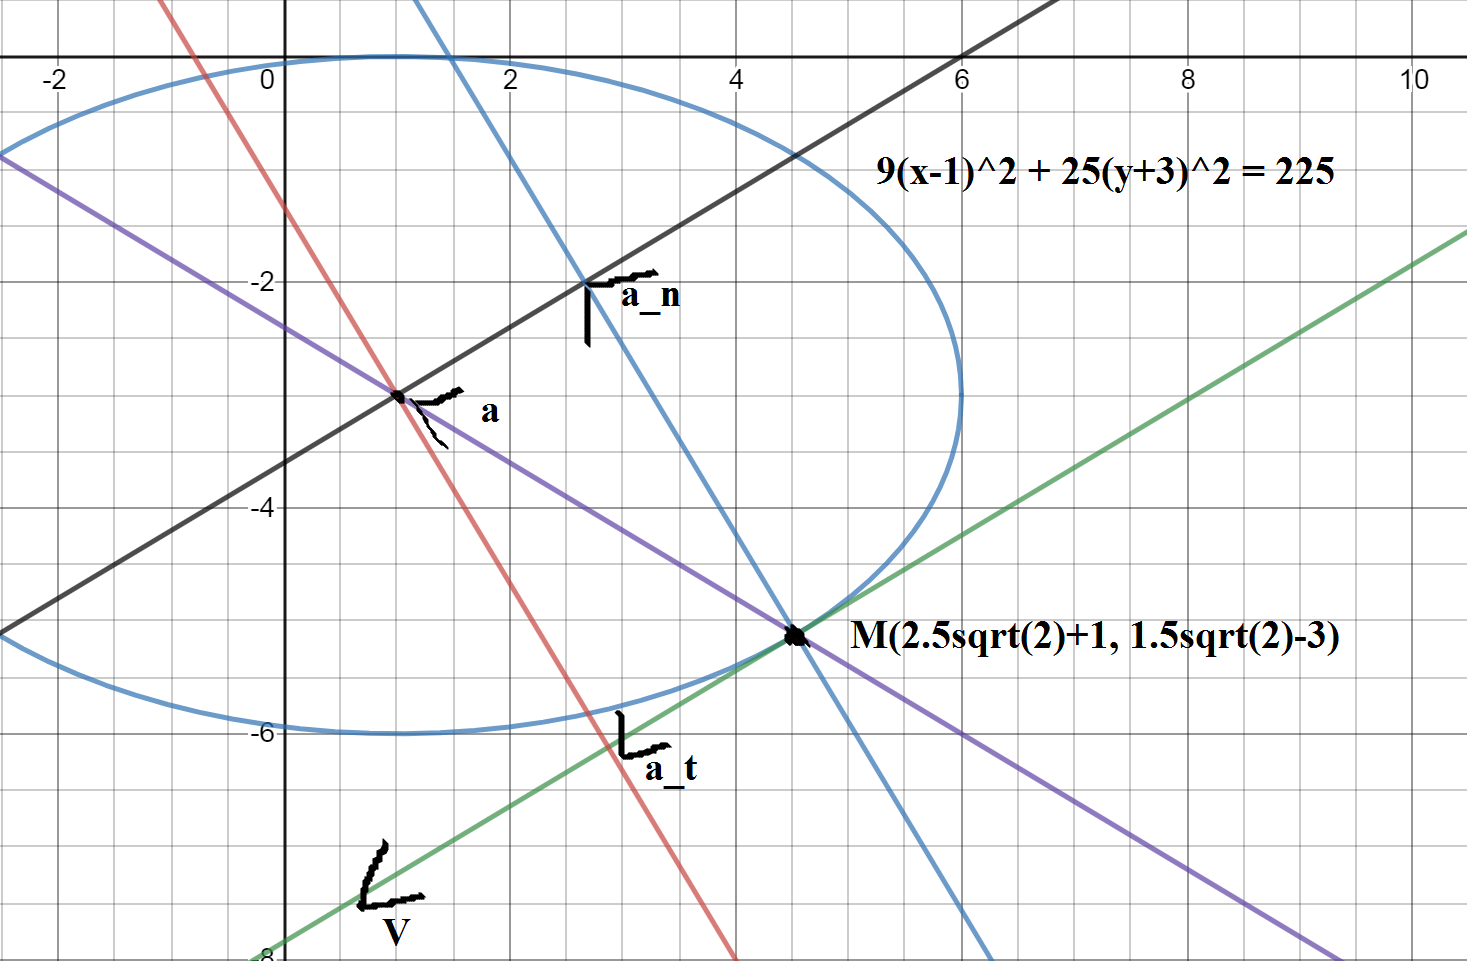 -2 0 2 4 6 8 10
9(x-1)^2 + 25(y+3)^2 = 225
-2
a_n
a
-4
M(2.5sqrt(2)+1, 1.5sqrt(2)-3)
-6
a_t
V
-8